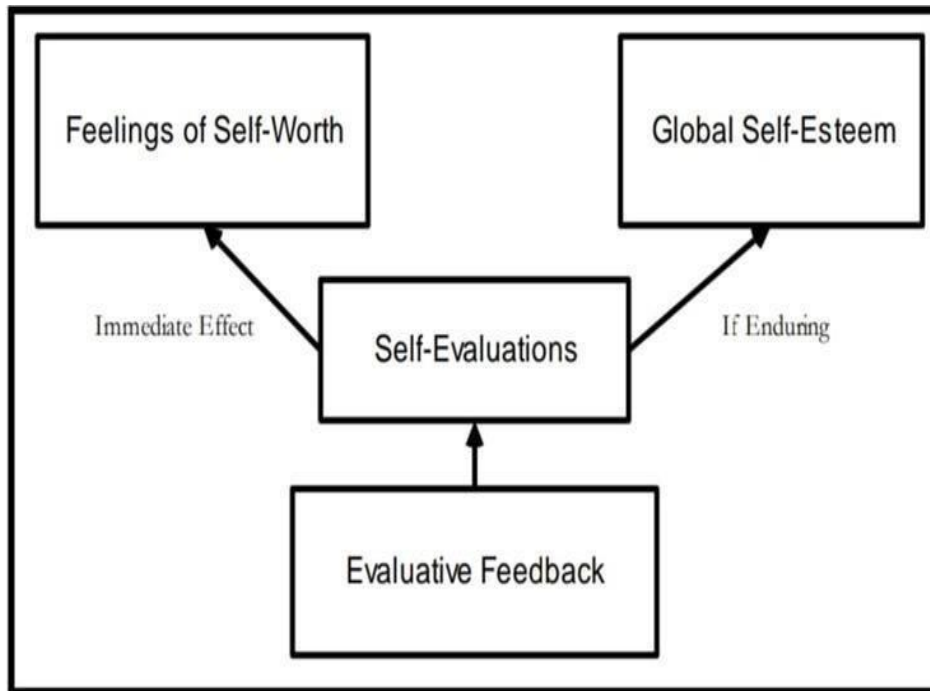 Feelings of Self-Worth
Global Self-Esteem
Immediate Effect
If Enduring
Self-Evaluations
Evaluative Feedback